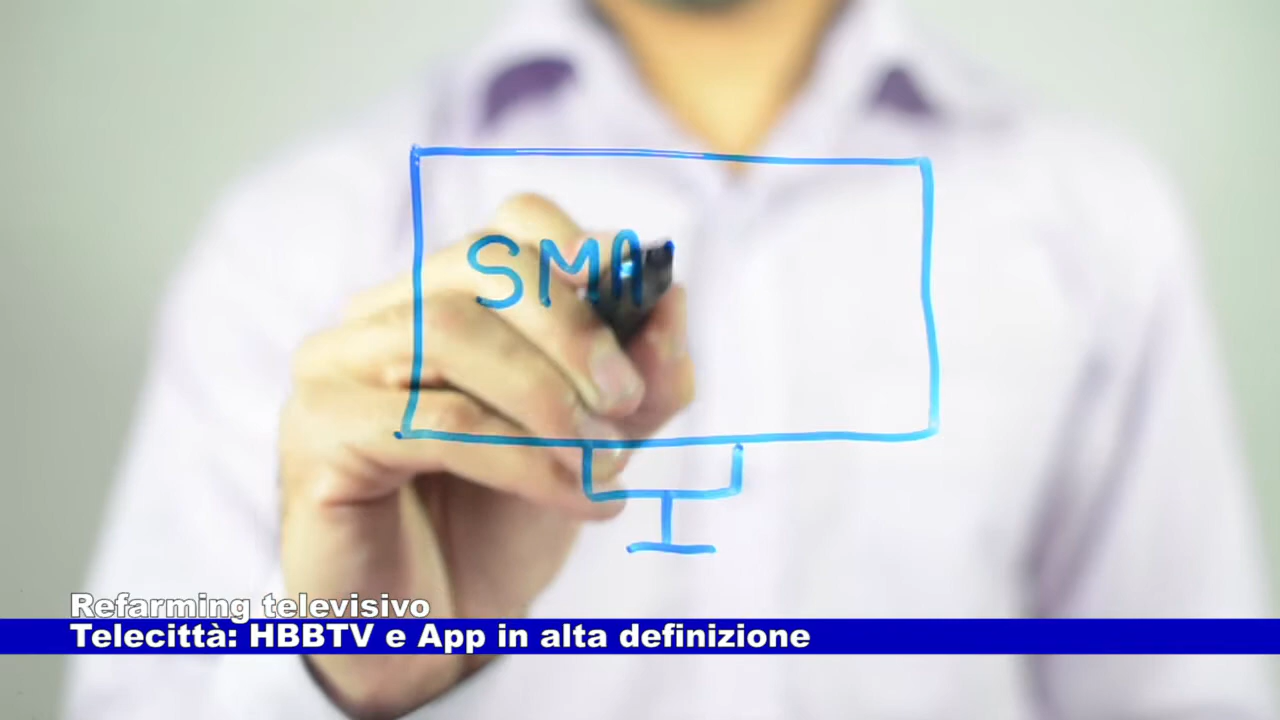 SMA
Refarming televisivo
Telecittà: HBBTV e App in alta definizione